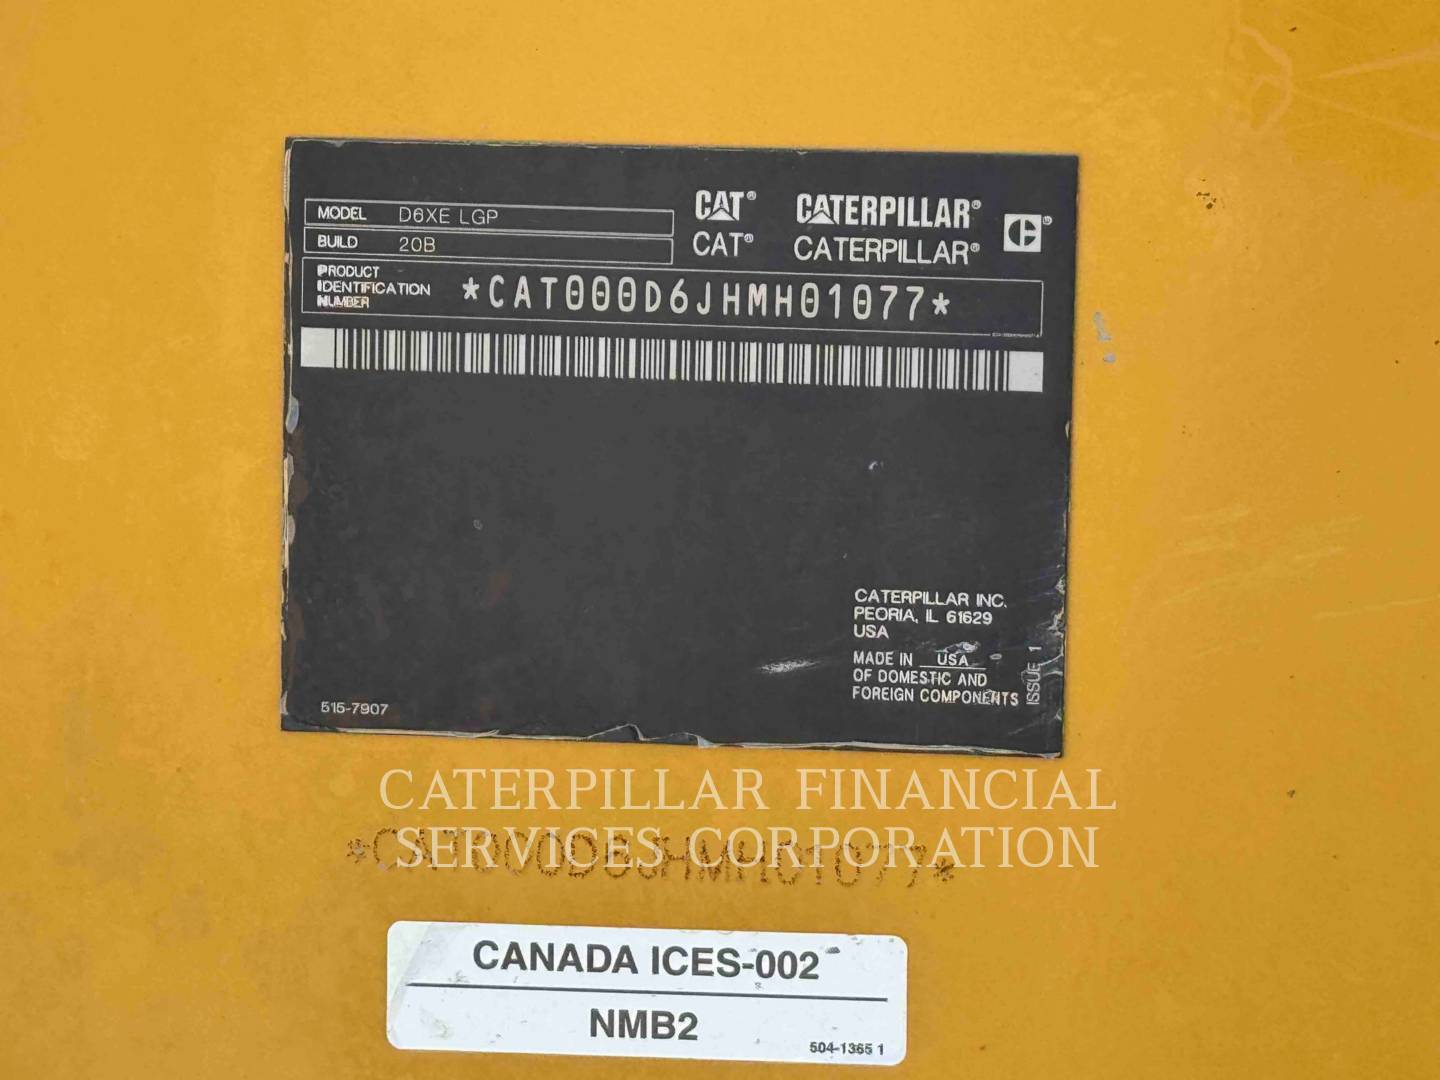 MODEL D6XE LGP
BUILD 20B
CAT® CATERPILLAR®
CAT® CATERPILLAR®
PRODUCT
IDENTIFICATION
NUMBER
*CAT000D6JHMH01077*
CATERPILLAR INC.
PEORIA, IL 61629
USA
MADE IN USA
OF DOMESTIC AND
FOREIGN COMPONENTS
ISSUE 1
515-7907
CATERPILLAR FINANCIAL
SERVICES CORPORATION
*CAT000D6JHMH01077*
CANADA ICES-002
NMB2
504-1365 1